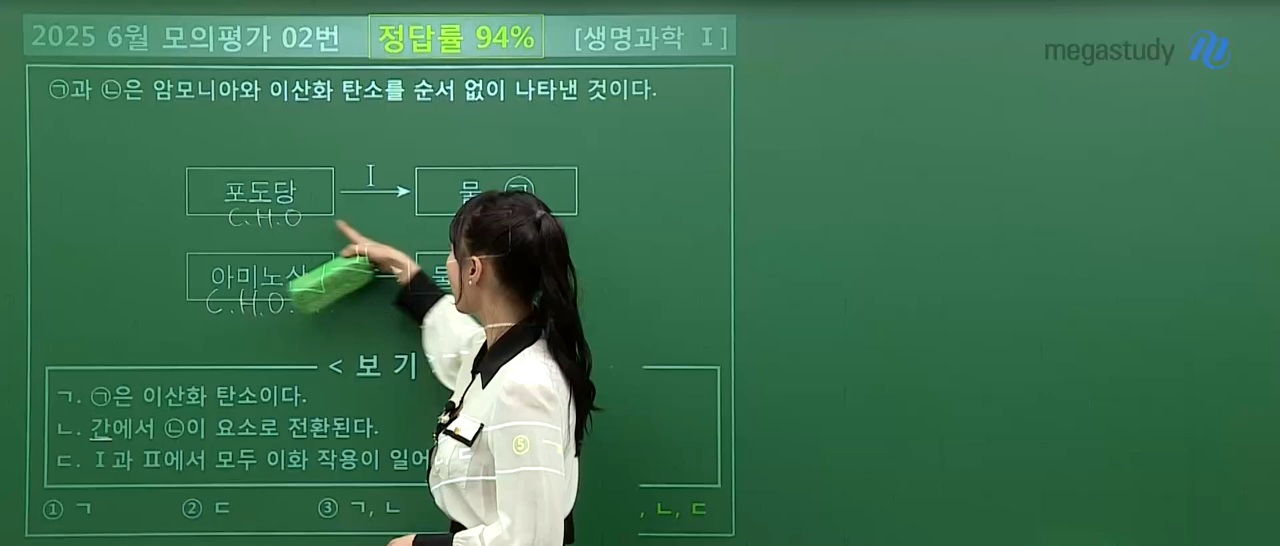 2025 6월 모의평가 02번 정답률 94% [생명과학 Ⅰ]
megastudy
㉠과 ㉡은 암모니아와 이산화 탄소를 순서 없이 나타낸 것이다.
포도당 Ⅰ 물 ㉠
C.H.O
아미노산 물
C.H.O.
< 보 기
ㄱ. ㉠은 이산화 탄소이다.
ㄴ. 간에서 ㉡이 요소로 전환된다.
ㄷ. Ⅰ과 Ⅱ에서 모두 이화 작용이 일어
① ㄱ ② ㄷ ③ ㄱ, ㄴ ⑤ ㄱ, ㄴ, ㄷ